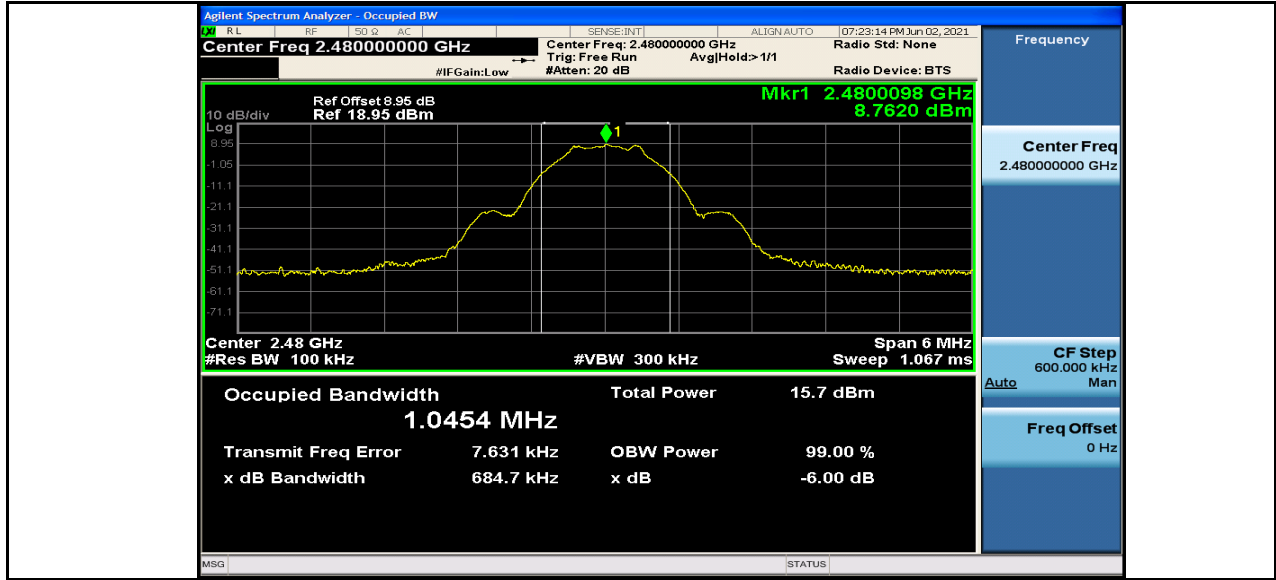 Agilent Spectrum Analyzer - Occupied BW
LXI RL RF 50 Ω AC SENSE:INT ALIGN AUTO 07:23:14 PM Jun 02, 2021
Center Freq 2.480000000 GHz
Center Freq: 2.480000000 GHz
Radio Std: None
Trig: Free Run Avg|Hold:> 1/1
#IFGain:Low
#Atten: 20 dB
Radio Device: BTS
Mkr1 2.4800098 GHz
8.7620 dBm
Ref Offset 8.95 dB
10 dB/div Ref 18.95 dBm
Log
1
8.95
-1.05
-11.1
-21.1
-31.1
-41.1
-51.1
-61.1
-71.1
Center 2.48 GHz Span 6 MHz
#Res BW 100 kHz #VBW 300 kHz Sweep 1.067 ms
Occupied Bandwidth Total Power 15.7 dBm
1.0454 MHz
Transmit Freq Error 7.631 kHz OBW Power 99.00 %
x dB Bandwidth 684.7 kHz x dB -6.00 dB
MSG STATUS
Frequency
Center Freq
2.480000000 GHz
CF Step
600.000 kHz
Auto Man
Freq Offset
0 Hz